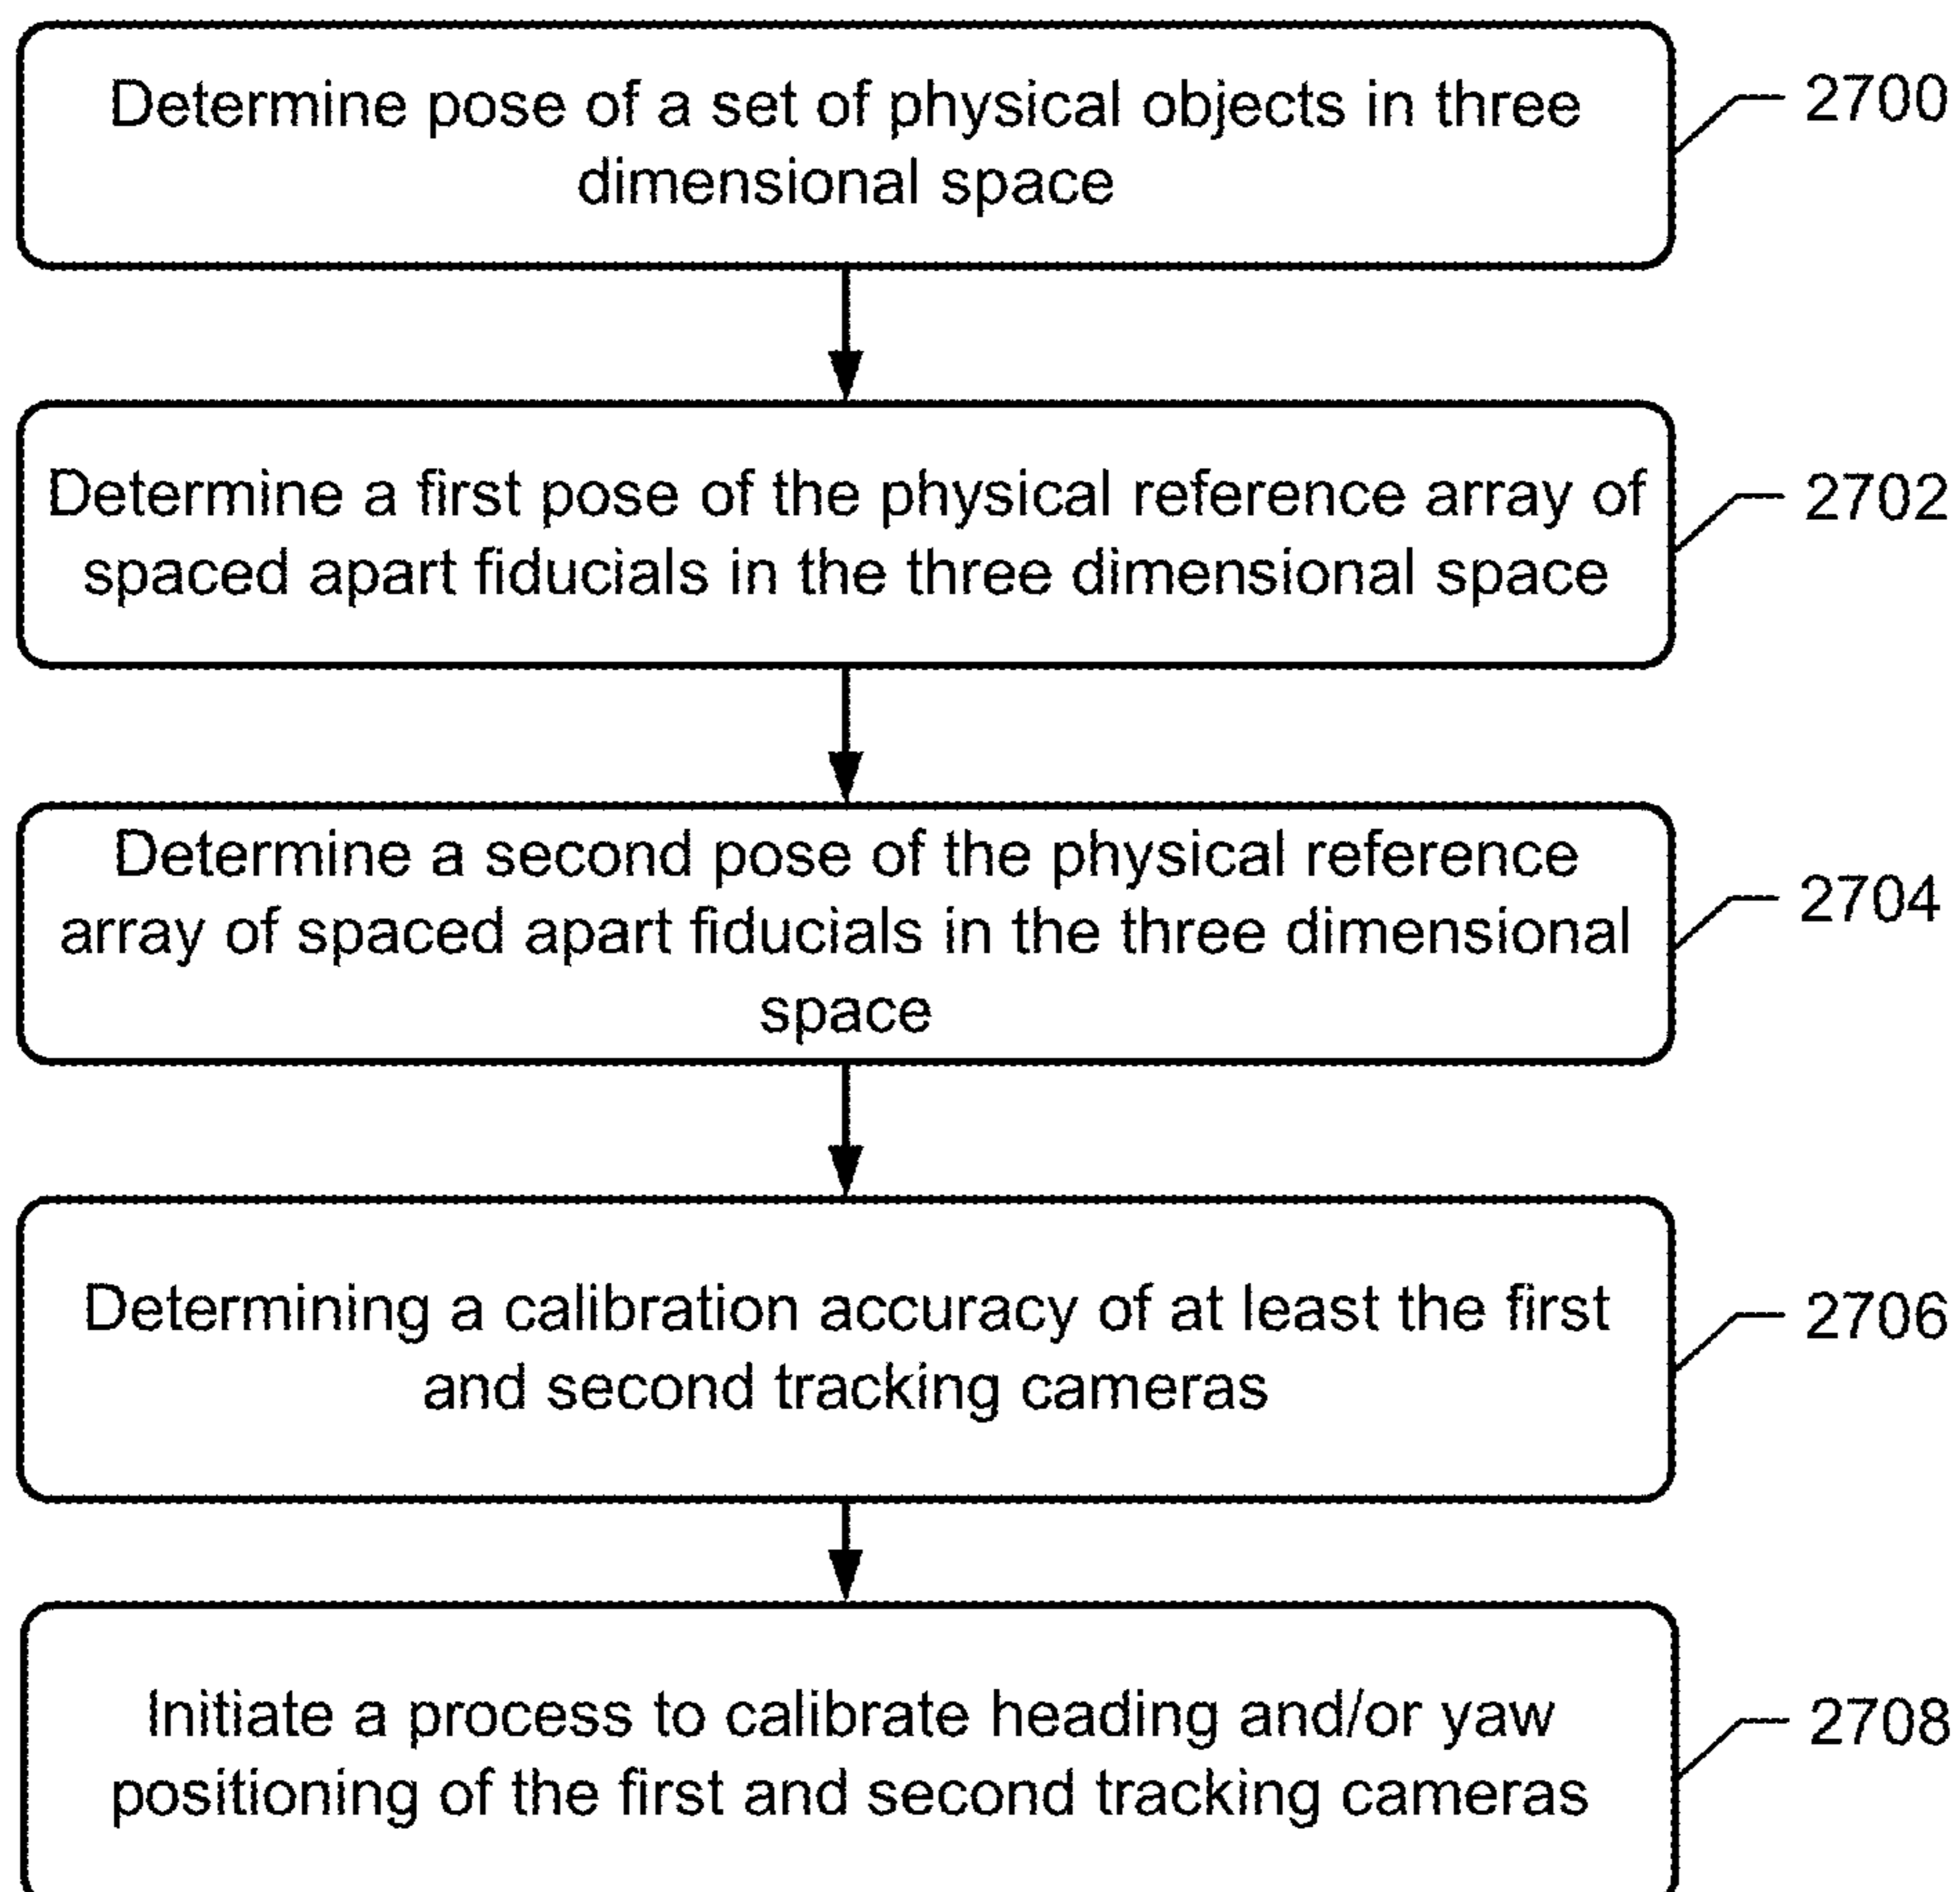 Determine pose of a set of physical objects in three
dimensional space
2700
Determine a first pose of the physical reference array of
spaced apart fiducials in the three dimensional space
2702
Determine a second pose of the physical reference
array of spaced apart fiducials in the three dimensional
space
2704
Determining a calibration accuracy of at least the first
and second tracking cameras
2706
Initiate a process to calibrate heading and/or yaw
positioning of the first and second tracking cameras
2708